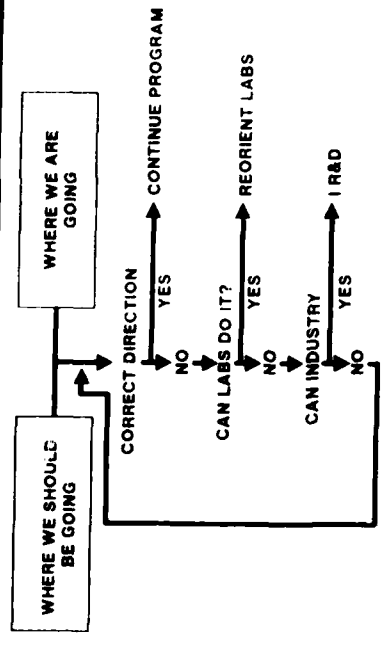 WHERE WE SHOULD
BE GOING
WHERE WE ARE
GOING
CORRECT DIRECTION
YES
CONTINUE PROGRAM
NO
CAN LABS DO IT?
YES
REORIENT LABS
NO
CAN INDUSTRY
YES
I R&D
NO